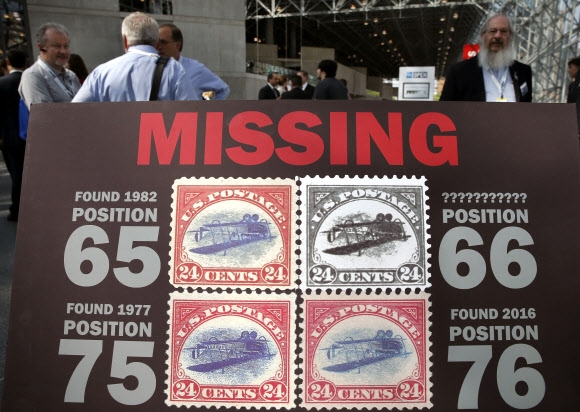 MISSING
FOUND 1982
POSITION
65
U.S. POSTAGE
24 CENTS 24
U.S. POSTAGE
24 CENTS 24
???????????
POSITION
66
FOUND 1977
POSITION
75
U.S. POSTAGE
24 CENTS 24
U.S. POSTAGE
24 CENTS 24
FOUND 2016
POSITION
76